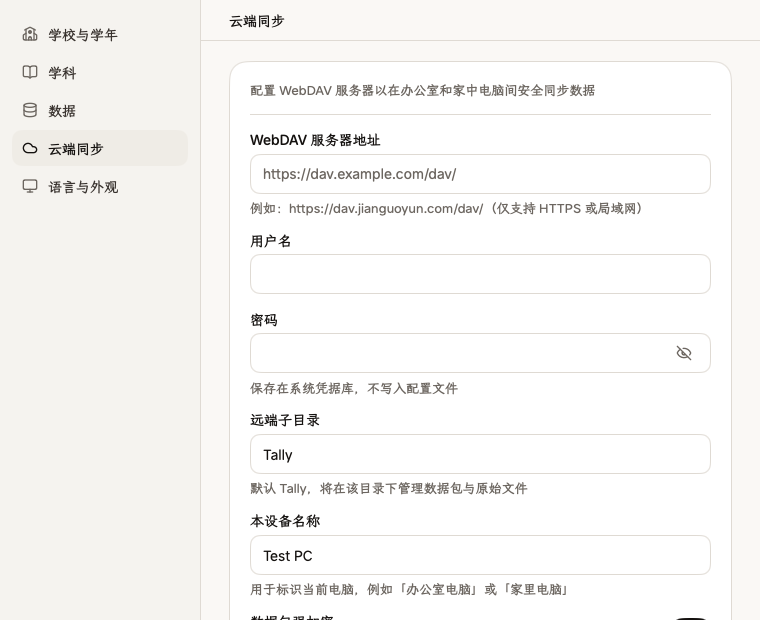 学校与学年
学科
数据
云端同步
语言与外观
云端同步
配置 WebDAV 服务器以在办公室和家中电脑间安全同步数据
WebDAV 服务器地址
https://dav.example.com/dav/
例如：https://dav.jianguoyun.com/dav/（仅支持 HTTPS 或局域网）
用户名
密码
保存在系统凭据库，不写入配置文件
远端子目录
Tally
默认 Tally，将在该目录下管理数据包与原始文件
本设备名称
Test PC
用于标识当前电脑，例如「办公室电脑」或「家里电脑」